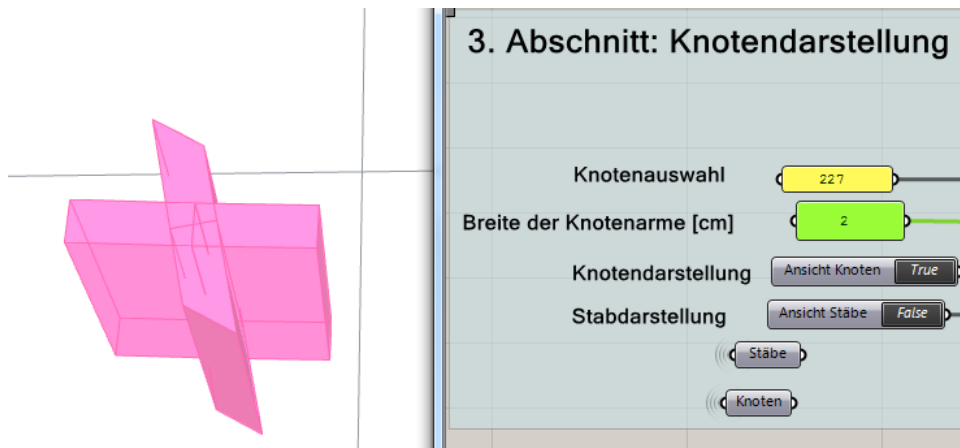 3. Abschnitt: Knotendarstellung
Knotenauswahl 227
Breite der Knotenarme [cm] 2
Knotendarstellung Ansicht Knoten True
Stabdarstellung Ansicht Stäbe False
Stäbe
Knoten